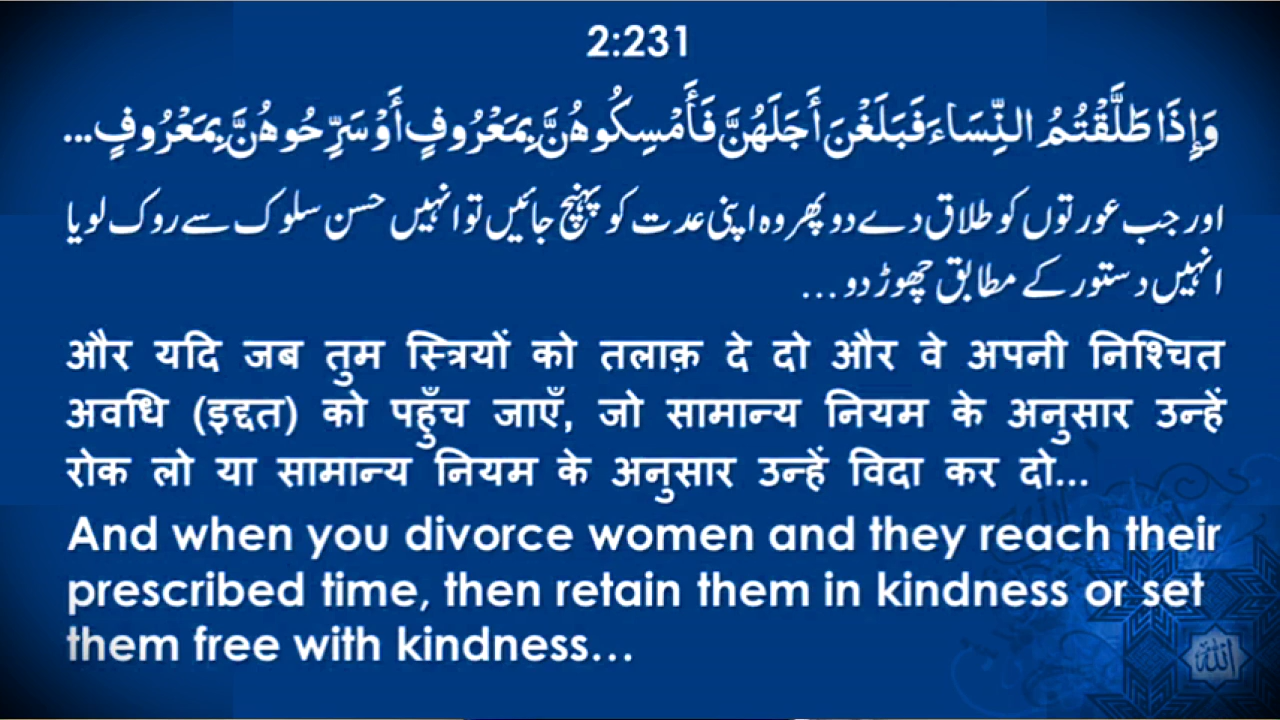 2:231
وَإِذَا طَلَّقْتُمُ النِّسَاءَ فَبَلَغْنَ أَجَلَهُنَّ فَأَمْسِكُوهُنَّ بِمَعْرُوفٍ أَوْ سَرِّحُوهُنَّ بِمَعْرُوفٍ...
اور جب عورتوں کو طلاق دے دو پھر وہ اپنی عدت کو پہنچ جائیں تو انہیں حسن سلوک سے روک لو یا
انہیں دستور کے مطابق چھوڑ دو...
और यदि जब तुम स्त्रियों को तलाक़ दे दो और वे अपनी निश्चित
अवधि (इद्दत) को पहुँच जाएँ, जो सामान्य नियम के अनुसार उन्हें
रोक लो या सामान्य नियम के अनुसार उन्हें विदा कर दो...
And when you divorce women and they reach their
prescribed time, then retain them in kindness or set
them free with kindness...
الله